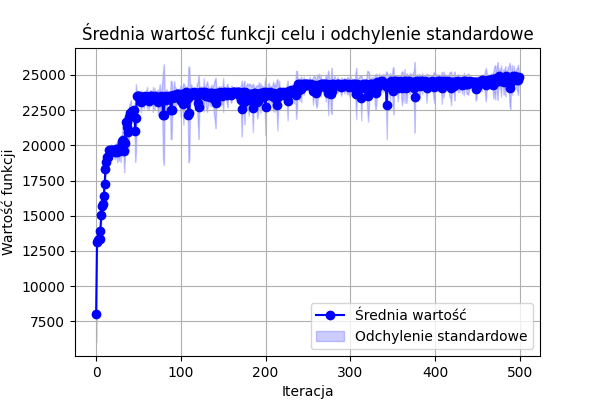 Średnia wartość funkcji celu i odchylenie standardowe
Wartość funkcji
25000
22500
20000
17500
15000
12500
10000
7500
0 100 200 300 400 500
Iteracja
Średnia wartość
Odchylenie standardowe